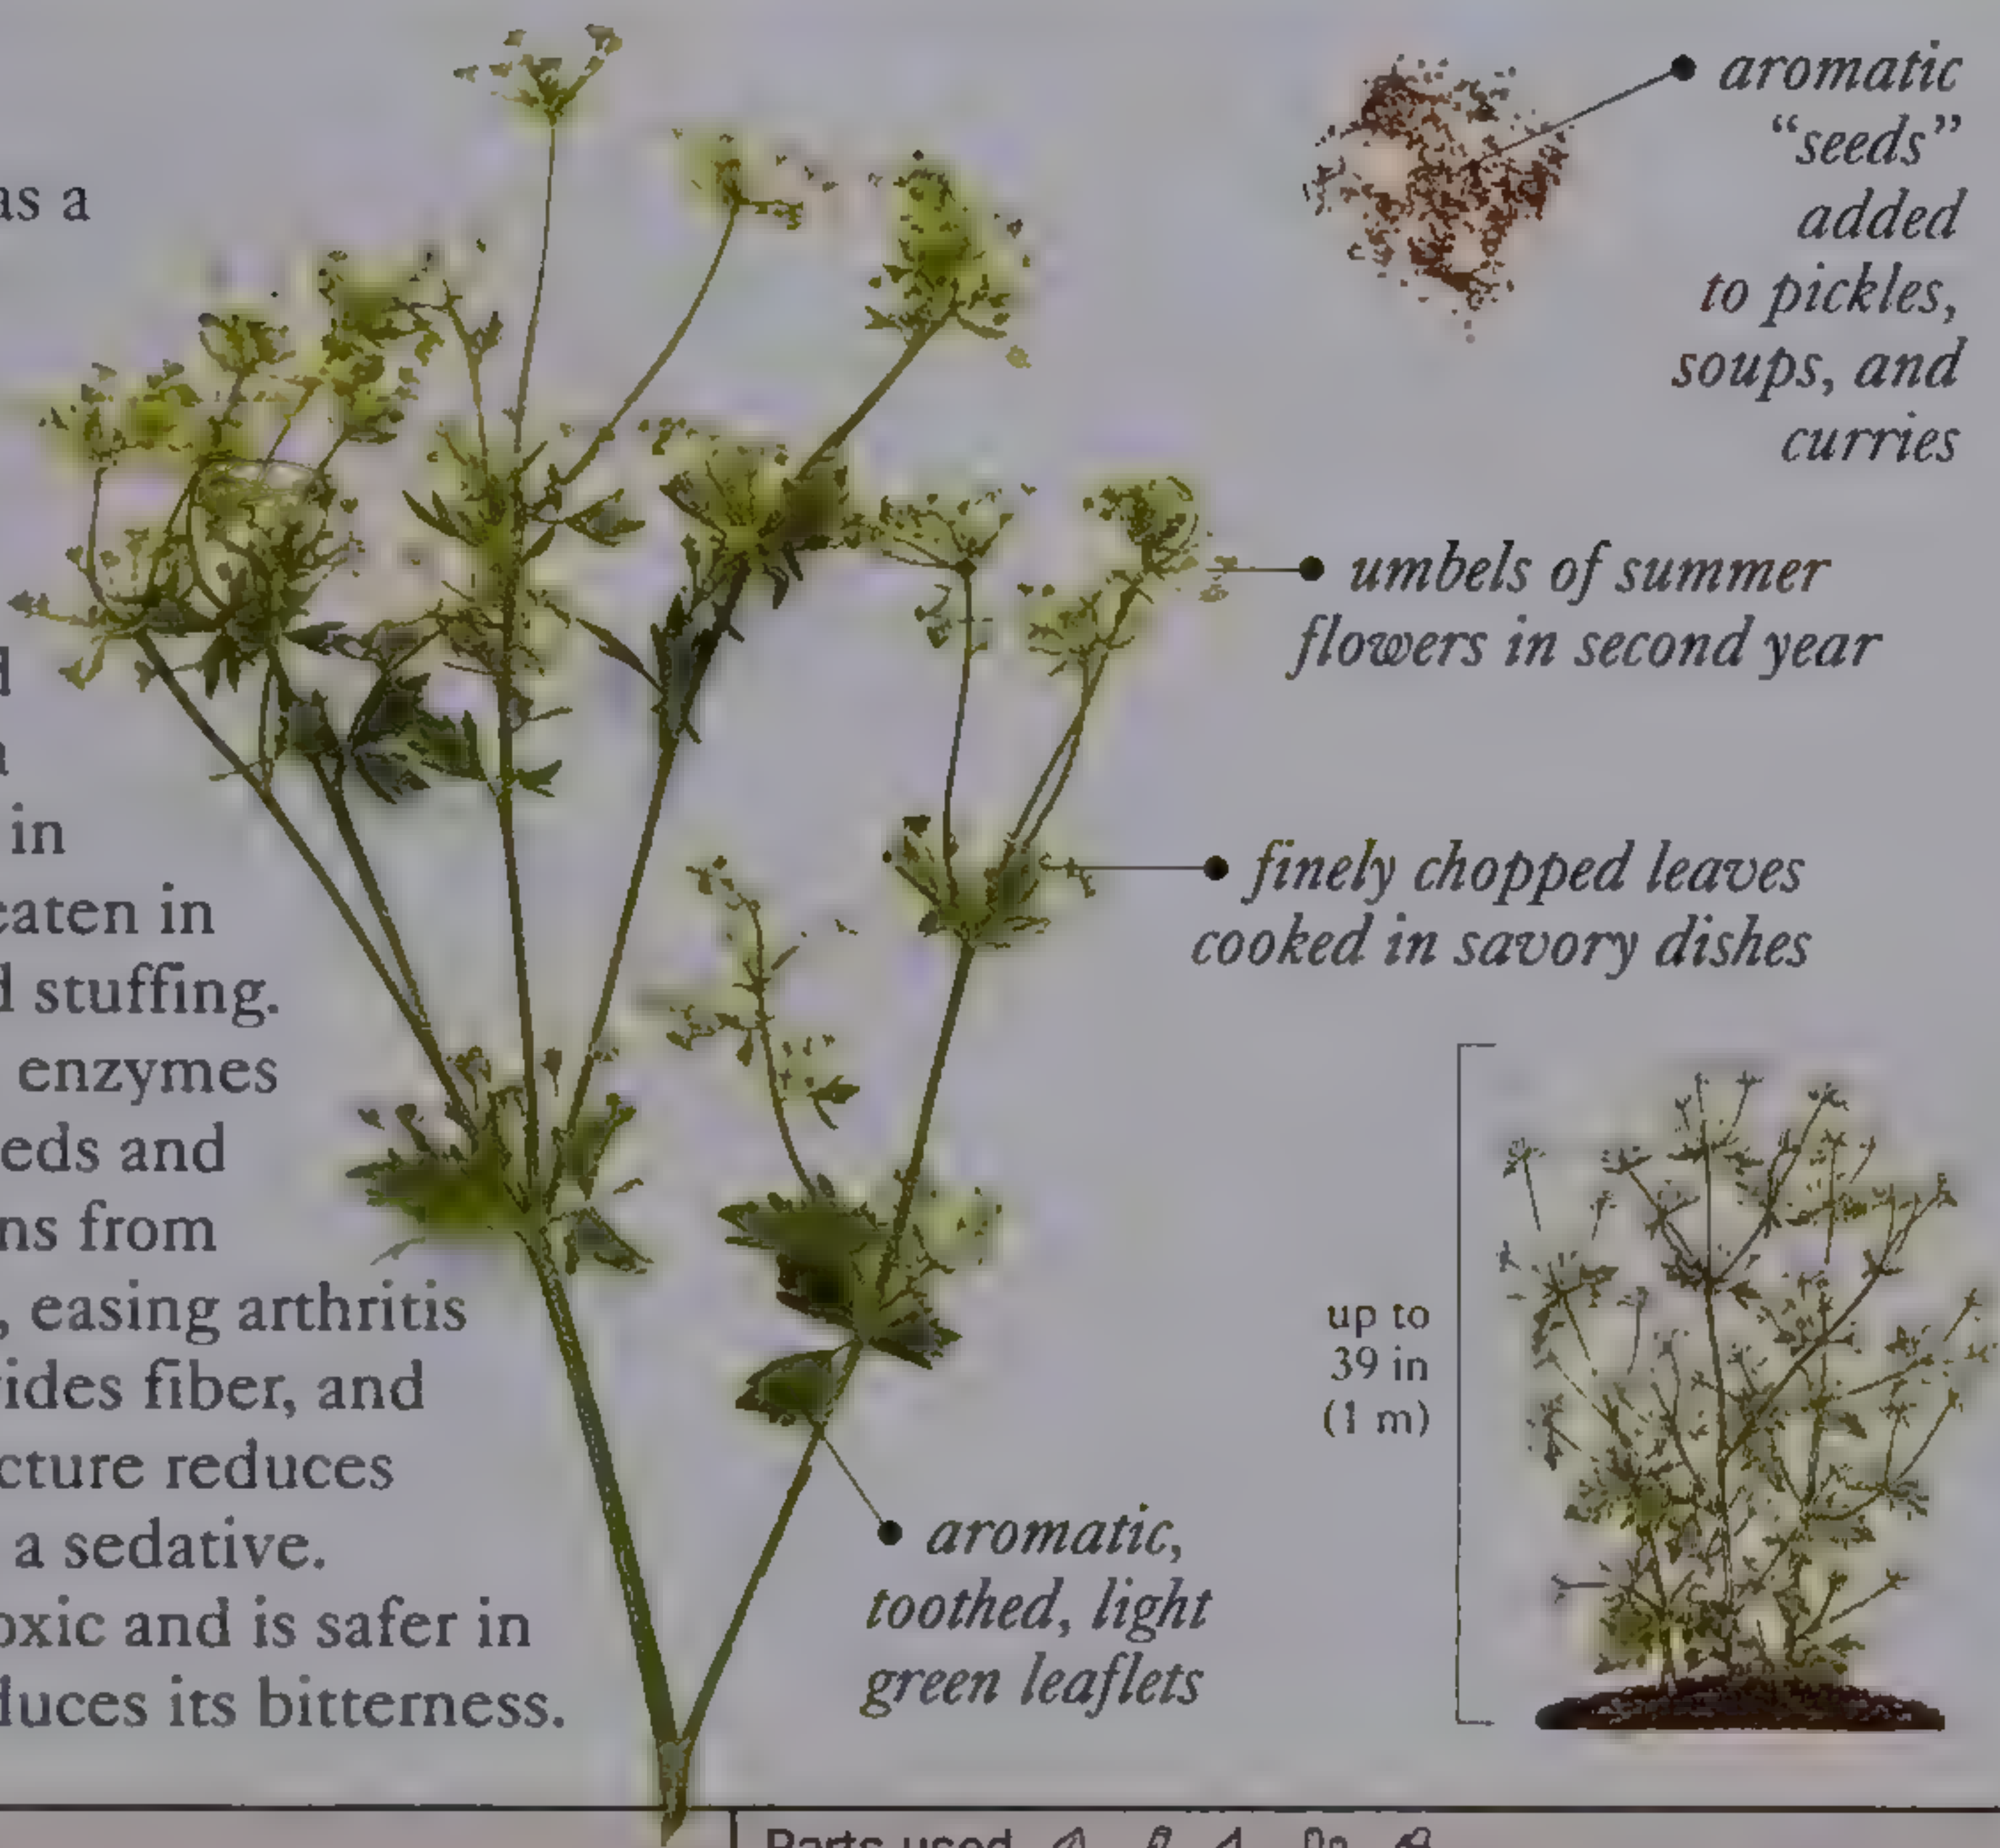 as a
in
eaten in
stuffing.
enzymes
eds and
ns from
, easing arthritis
ides fiber, and
cture reduces
a sedative.
oxic and is safer in
duces its bitterness.
aromatic
“seeds”
added
to pickles,
soups, and
curries
umbels of summer
flowers in second year
finely chopped leaves
cooked in savory dishes
up to
39 in
(1 m)
aromatic,
toothed, light
green leaflets
Parts used